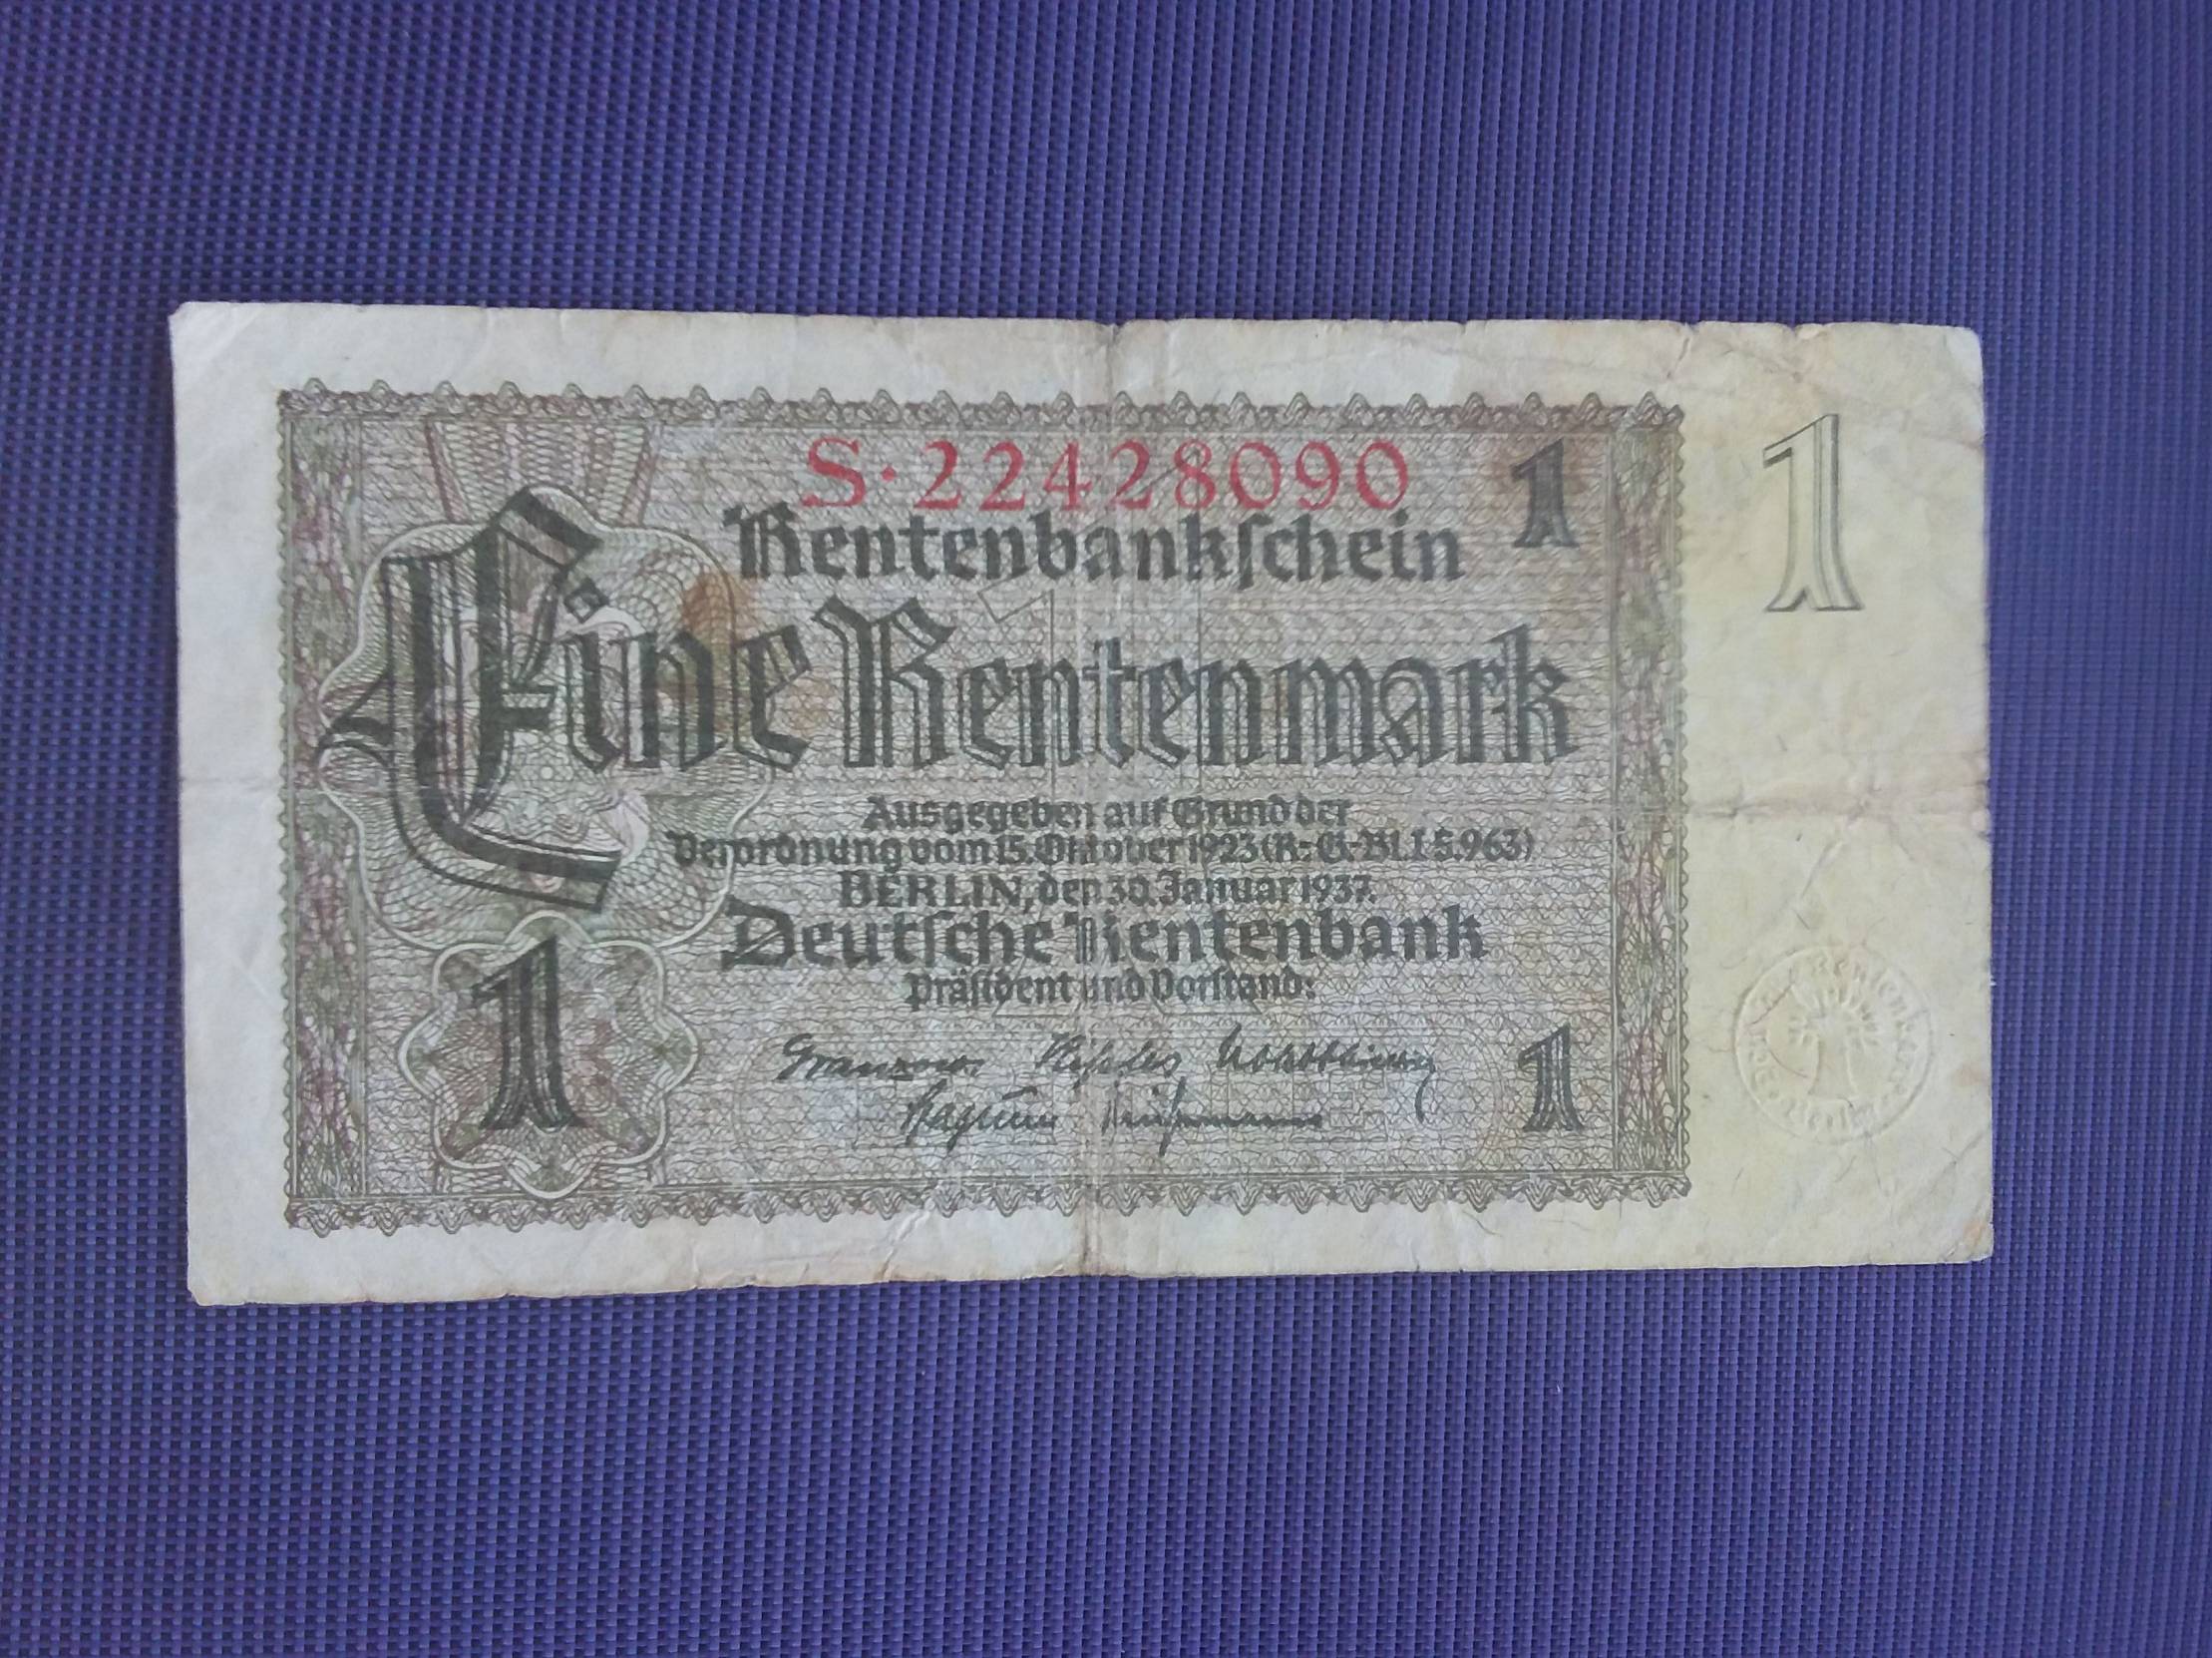 S·22428090
1
1
Rentenbankſchein
Eine Rentenmark
Ausgegeben auf Grund der
Verordnung vom 15. Oktober 1923 (R.-G.-Bl. I S. 963)
BERLIN, den 30. Januar 1937.
Deutſche Rentenbank
Präſident und Vorſtand:
1
1